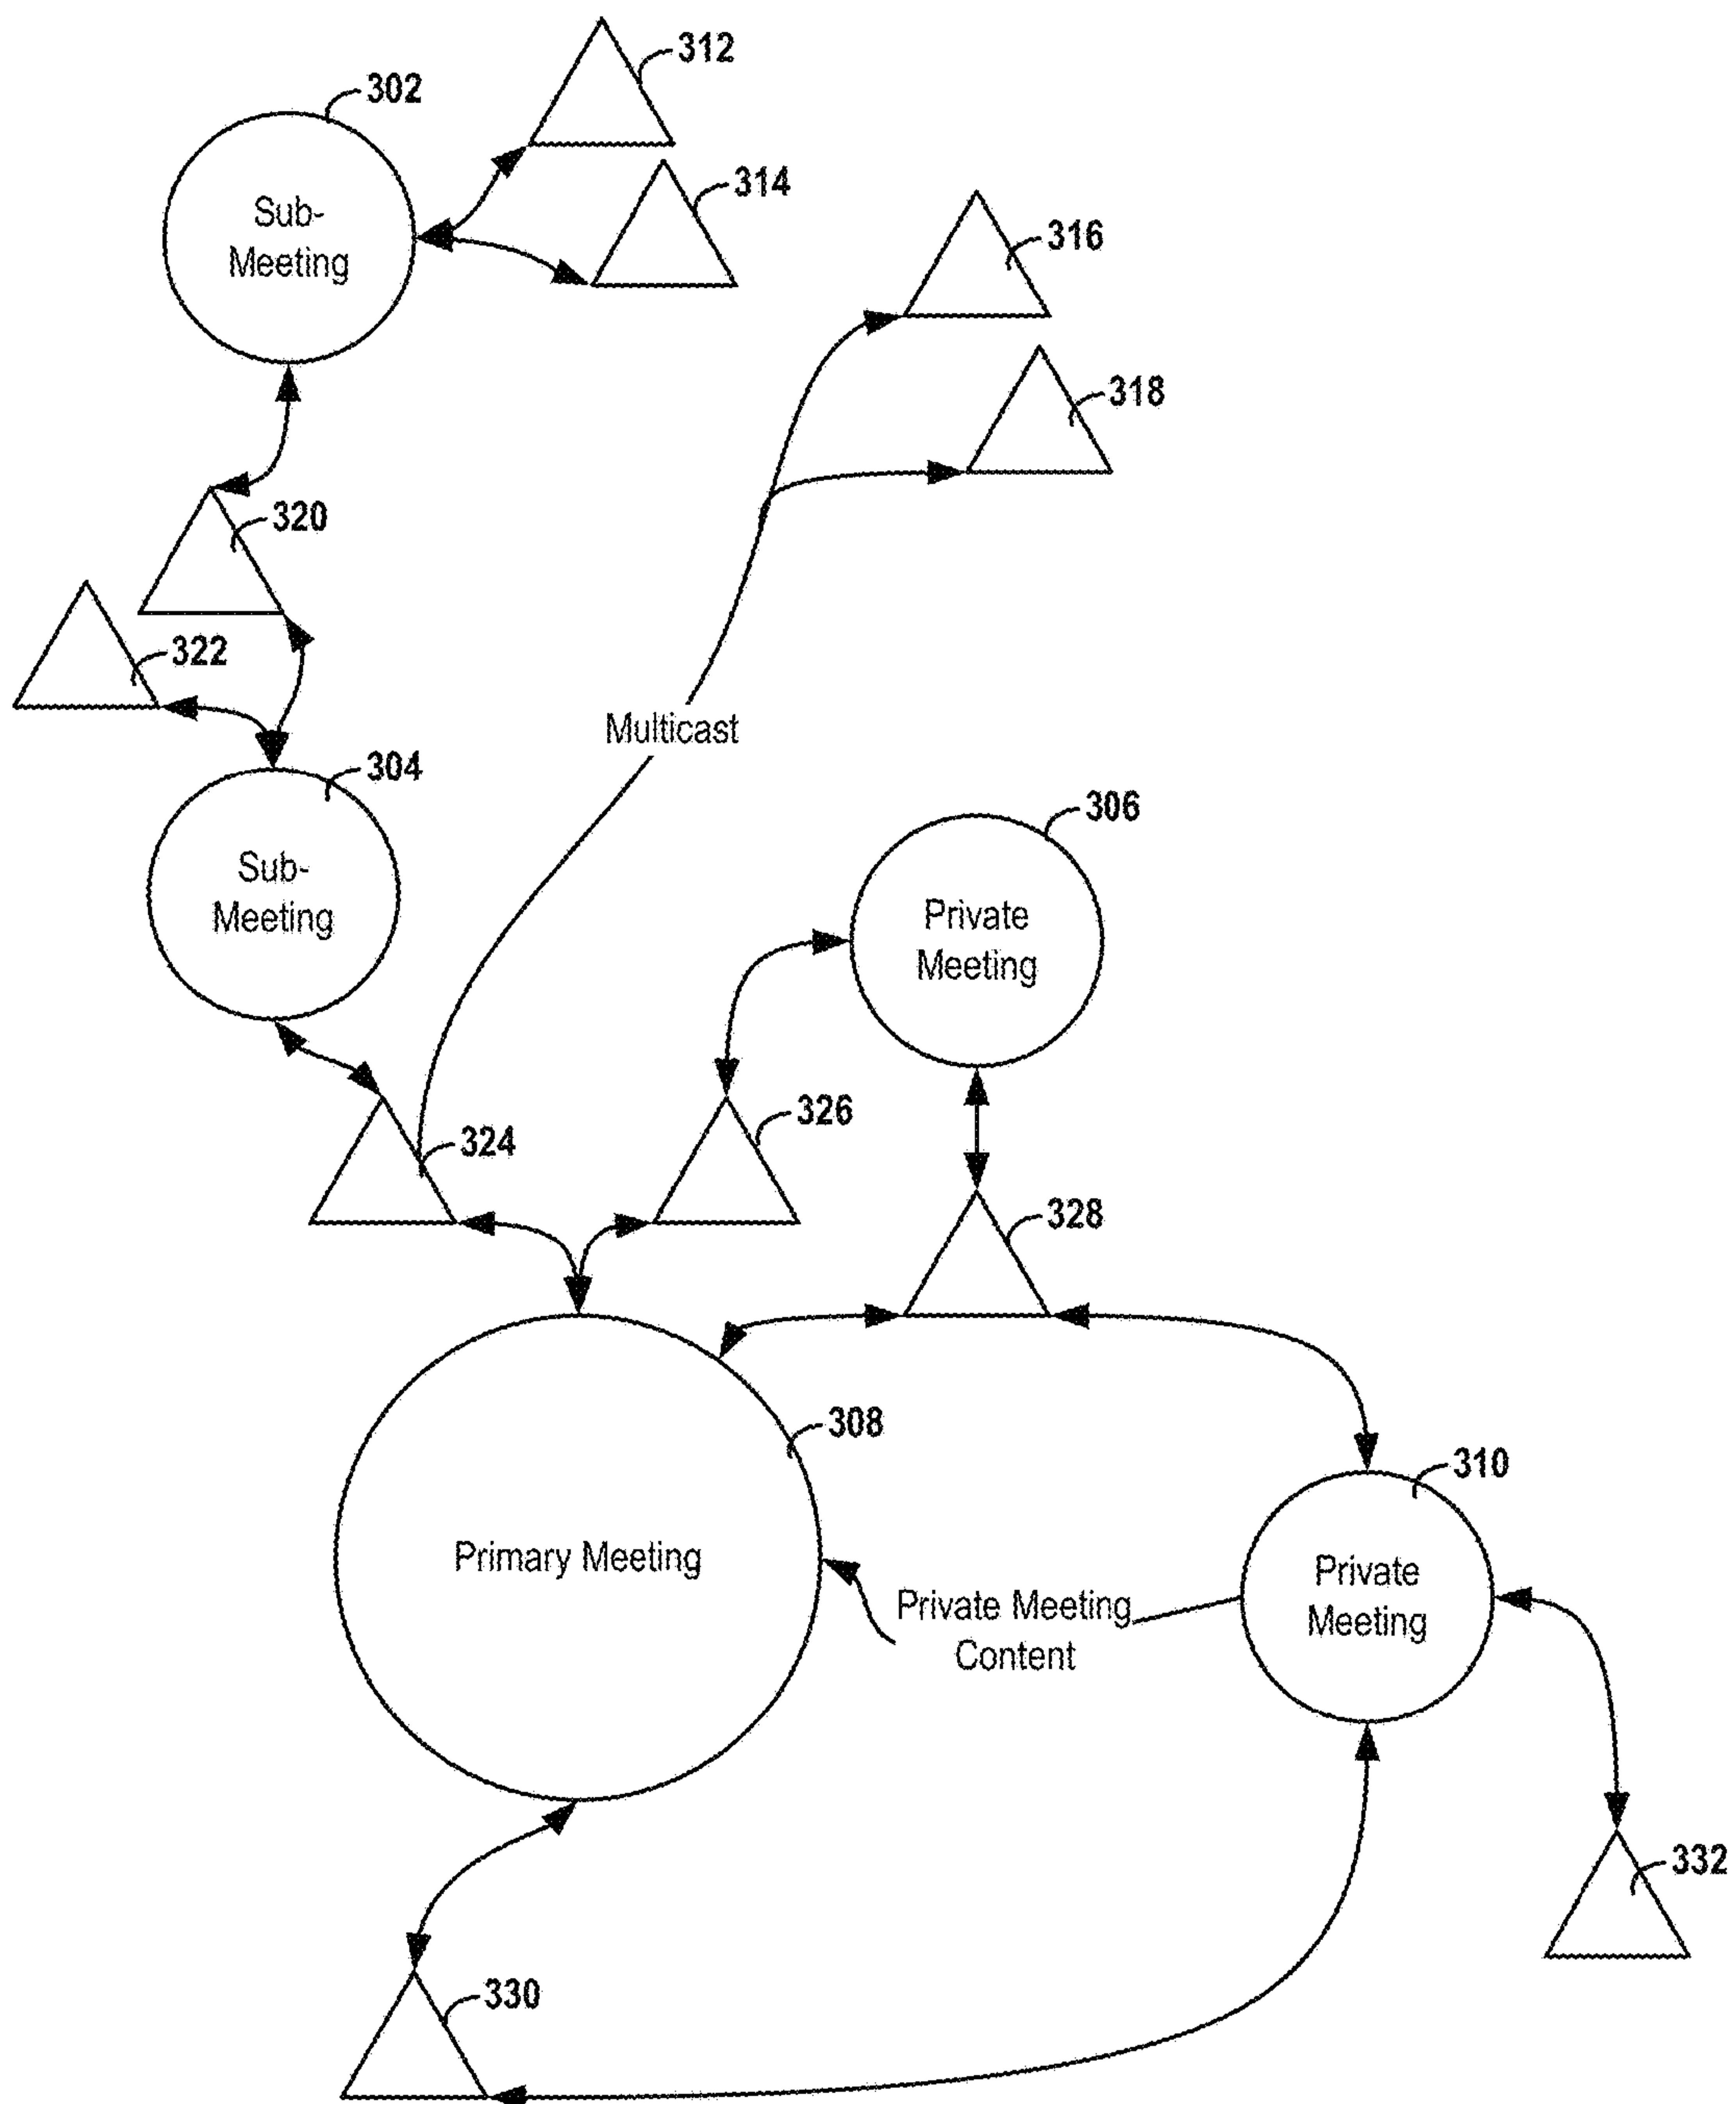 312
302
314
Sub-
Meeting
316
318
320
322
Multicast
304
306
Sub-
Meeting
Private
Meeting
326
324
328
308
310
Primary Meeting
Private
Meeting
Private Meeting
Content
332
330